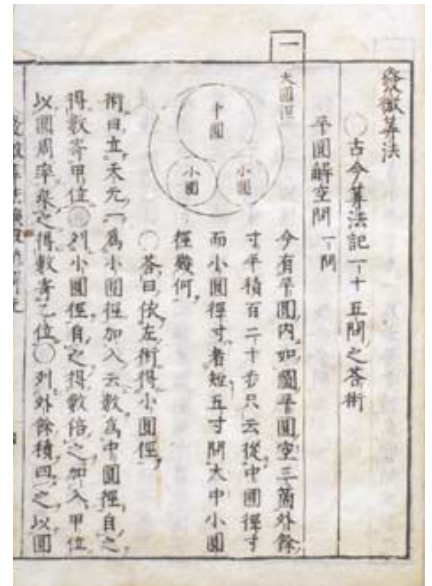 發微算法
○古今算法記一十五問之荅術
平圓解空問 一問
一
大圓徑
中圓
小圓
小圓
今有平圓内如圖平圓空三箇外餘
寸平積百二十歩只云從中圓徑寸
而小圓徑寸者短五寸問大中小圓
徑幾何
○荅曰依左術得小圓徑
術曰立天元一爲小圓徑加入云數爲中圓徑自之
得數寄甲位○列小圓徑自之得數倍之加入甲位
以圓周率乘之得數寄乙位○列外餘積四之以圓